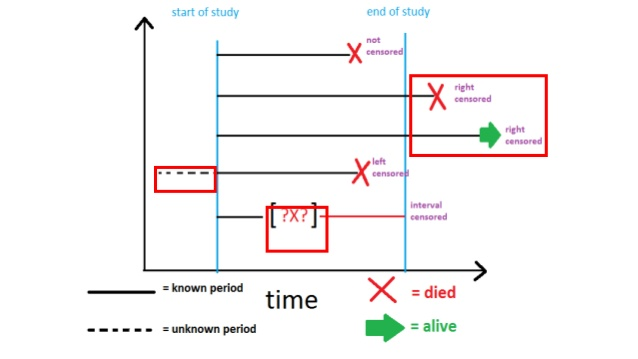 start of study
end of study
not
censored
right
censored
right
censored
left
censored
[ ?X? ]
interval
censored
= known period
time
= died
= unknown period
= alive